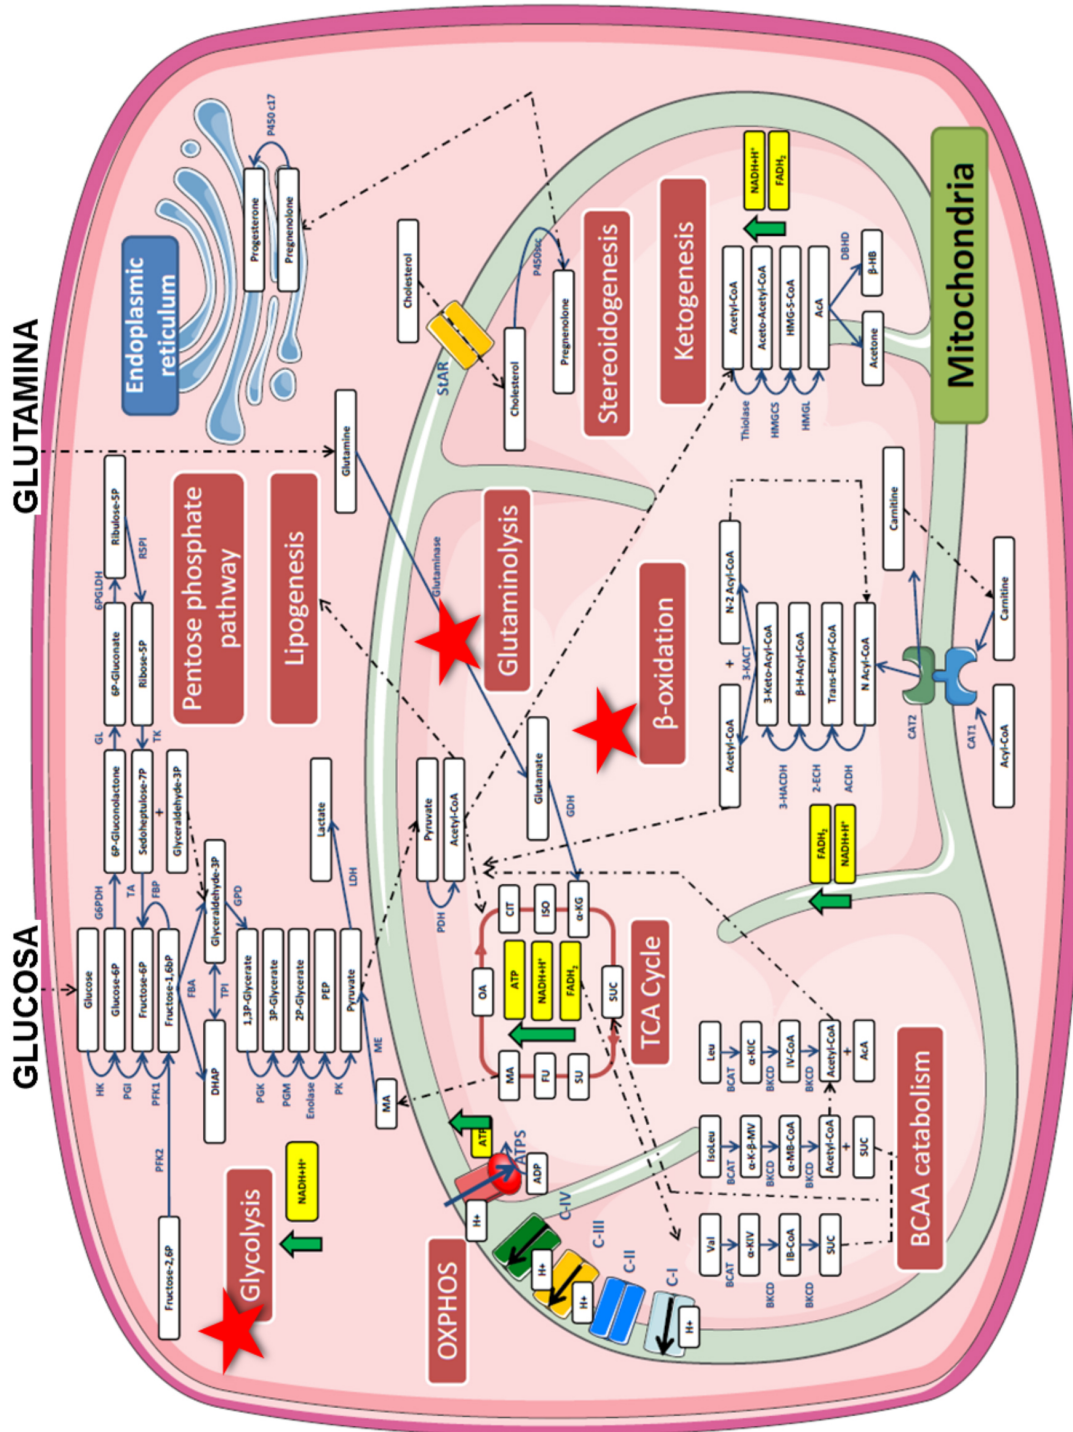 GLUCOSA
GLUTAMINA
Glucose
Glucose-6P
Fructose-6P
Fructose-1,6bP
HK
PGI
PFK1
PFK2
Fructose-2,6P
G6PDH
6P-Gluconolactone
GL
6P-Gluconate
6PGLDH
Ribulose-5P
R5PI
Ribose-5P
TK
Sedoheptulose-7P
+
Glyceraldehyde-3P
TA
FBP
FBA
DHAP
TPI
Glyceraldehyde-3P
GPD
1,3P-Glycerate
3P-Glycerate
2P-Glycerate
PEP
Pyruvate
PGK
PGM
Enolase
PK
LDH
Lactate
ME
MA
Glycolysis
NADH+H⁺
Pentose phosphate
pathway
Lipogenesis
Endoplasmic
reticulum
Progesterone
Pregnenolone
P450 c17
Glutamine
Glutaminase
Glutaminolysis
Glutamate
GDH
Cholesterol
StAR
Cholesterol
P450scc
Pregnenolone
Stereoidogenesis
Pyruvate
Acetyl-CoA
PDH
OA
CIT
ISO
α-KG
SUC
SU
FU
MA
ATP
NADH+H⁺
FADH₂
TCA Cycle
OXPHOS
H+
ATP
ATPS
ADP
C-IV
H+
C-III
H+
C-II
C-I
H+
β-oxidation
Acetyl-CoA
+
N-2 Acyl-CoA
3-KACT
3-Keto-Acyl-CoA
β-H-Acyl-CoA
Trans-Enoyl-CoA
N Acyl-CoA
3-HACDH
2-ECH
ACDH
FADH₂
NADH+H⁺
CAT2
CAT1
Carnitine
Carnitine
Acyl-CoA
Ketogenesis
NADH+H⁺
FADH₂
Acetyl-CoA
Aceto-Acetyl-CoA
HMG-S-CoA
AcA
Thiolase
HMGCS
HMGL
DBHD
Acetone
β-HB
Mitochondria
Val
BCAT
α-KIV
BKCD
IB-CoA
BKCD
SUC
IsoLeu
BCAT
α-K-β-MV
BKCD
α-MB-CoA
BKCD
Acetyl-CoA
+
SUC
Leu
BCAT
α-KIC
BKCD
IV-CoA
BKCD
Acetyl-CoA
+
AcA
BCAA catabolism